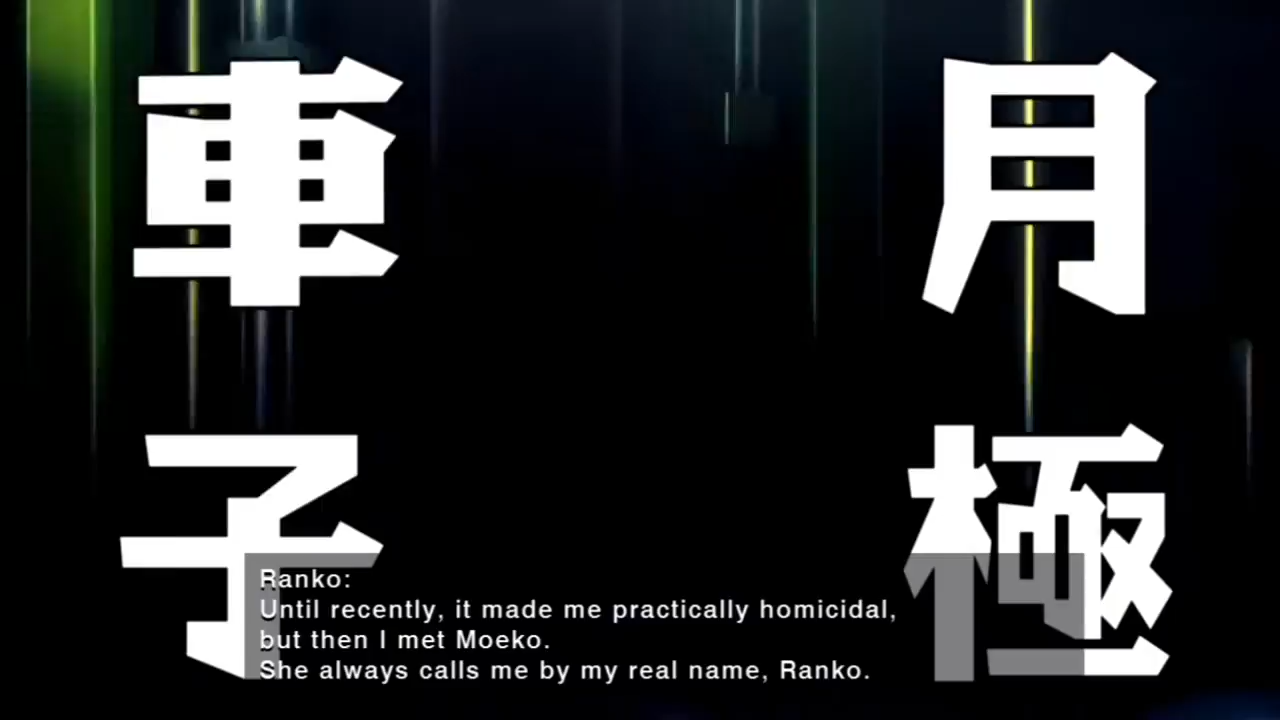 月極
車子
Ranko:
Until recently, it made me practically homicidal,
but then I met Moeko.
She always calls me by my real name, Ranko.